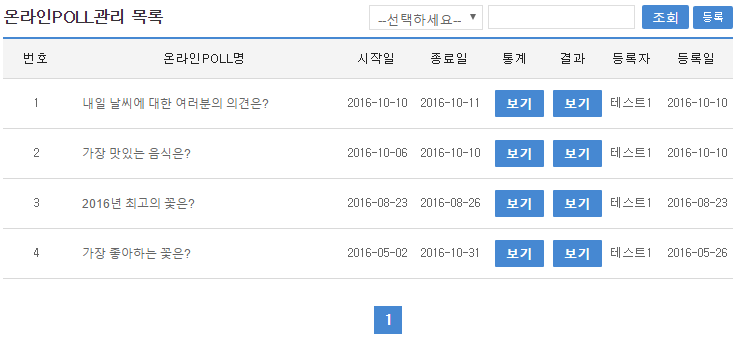 온라인POLL관리 목록 --선택하세요-- 조회 등록
번호 온라인POLL명 시작일 종료일 통계 결과 등록자 등록일
1 내일 날씨에 대한 여러분의 의견은? 2016-10-10 2016-10-11 보기 보기 테스트1 2016-10-10
2 가장 맛있는 음식은? 2016-10-06 2016-10-10 보기 보기 테스트1 2016-10-10
3 2016년 최고의 꽃은? 2016-08-23 2016-08-26 보기 보기 테스트1 2016-08-23
4 가장 좋아하는 꽃은? 2016-05-02 2016-10-31 보기 보기 테스트1 2016-05-26
1